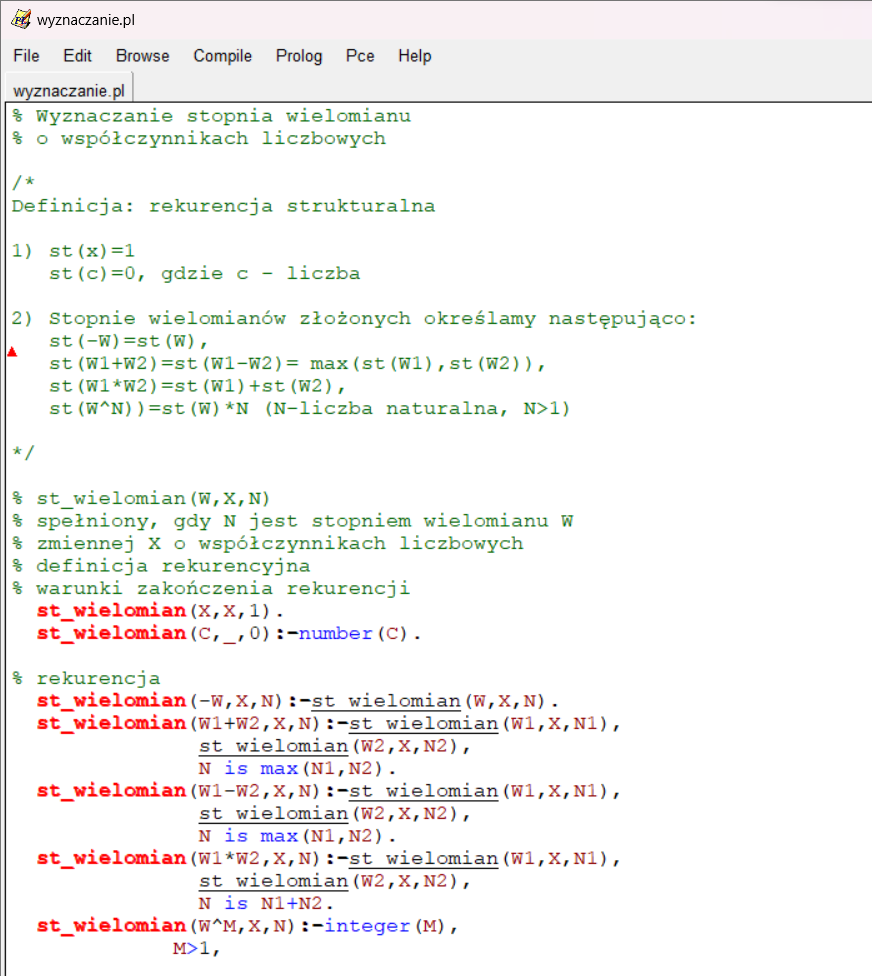 wyznaczanie.pl
File Edit Browse Compile Prolog Pce Help
wyznaczanie.pl
% Wyznaczanie stopnia wielomianu
% o współczynnikach liczbowych
/*
Definicja: rekurencja strukturalna
1) st(x)=1
st(c)=0, gdzie c - liczba
2) Stopnie wielomianów złożonych określamy następująco:
st(-W)=st(W),
st(W1+W2)=st(W1-W2)= max(st(W1),st(W2)),
st(W1*W2)=st(W1)+st(W2),
st(W^N))=st(W)*N (N-liczba naturalna, N>1)
*/
% st_wielomian(W,X,N)
% spełniony, gdy N jest stopniem wielomianu W
% zmiennej X o współczynnikach liczbowych
% definicja rekurencyjna
% warunki zakończenia rekurencji
st_wielomian(X,X,1).
st_wielomian(C,_,0):-number(C).
% rekurencja
st_wielomian(-W,X,N):-st_wielomian(W,X,N).
st_wielomian(W1+W2,X,N):-st_wielomian(W1,X,N1),
st_wielomian(W2,X,N2),
N is max(N1,N2).
st_wielomian(W1-W2,X,N):-st_wielomian(W1,X,N1),
st_wielomian(W2,X,N2),
N is max(N1,N2).
st_wielomian(W1*W2,X,N):-st_wielomian(W1,X,N1),
st_wielomian(W2,X,N2),
N is N1+N2.
st_wielomian(W^M,X,N):-integer(M),
M>1,